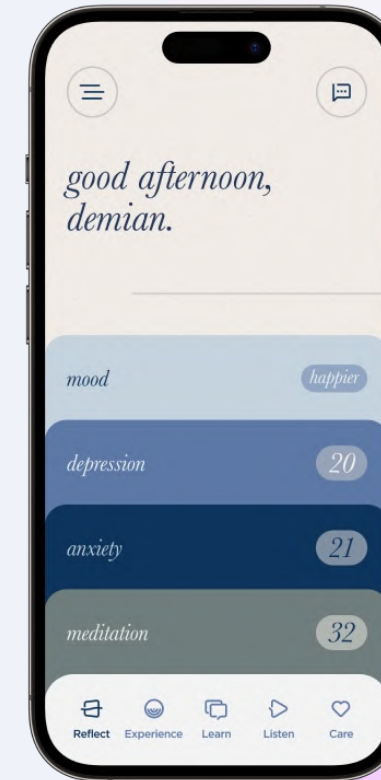 good afternoon,
demian.
mood happier
depression 20
anxiety 21
meditation 32
Reflect Experience Learn Listen Care